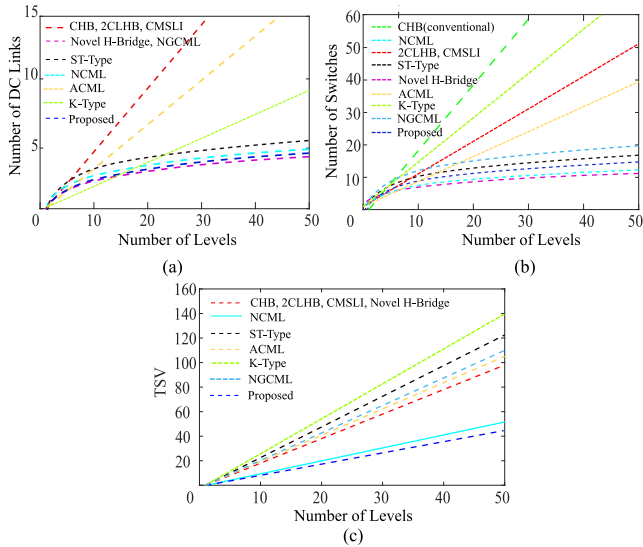 15
10
5
Number of DC Links
CHB, 2CLHB, CMSLI
Novel H-Bridge, NGCML
ST-Type
NCML
ACML
K-Type
Proposed
1
10
20
30
40
50
Number of Levels
(a)
60
50
40
30
20
10
Number of Switches
CHB(conventional)
NCML
2CLHB, CMSLI
ST-Type
Novel H-Bridge
ACML
K-Type
NGCML
Proposed
1
10
20
30
40
50
Number of Levels
(b)
160
140
120
100
80
60
40
20
TSV
CHB, 2CLHB, CMSLI, Novel H-Bridge
NCML
ST-Type
ACML
K-Type
NGCML
Proposed
1
10
20
30
40
50
Number of Levels
(c)